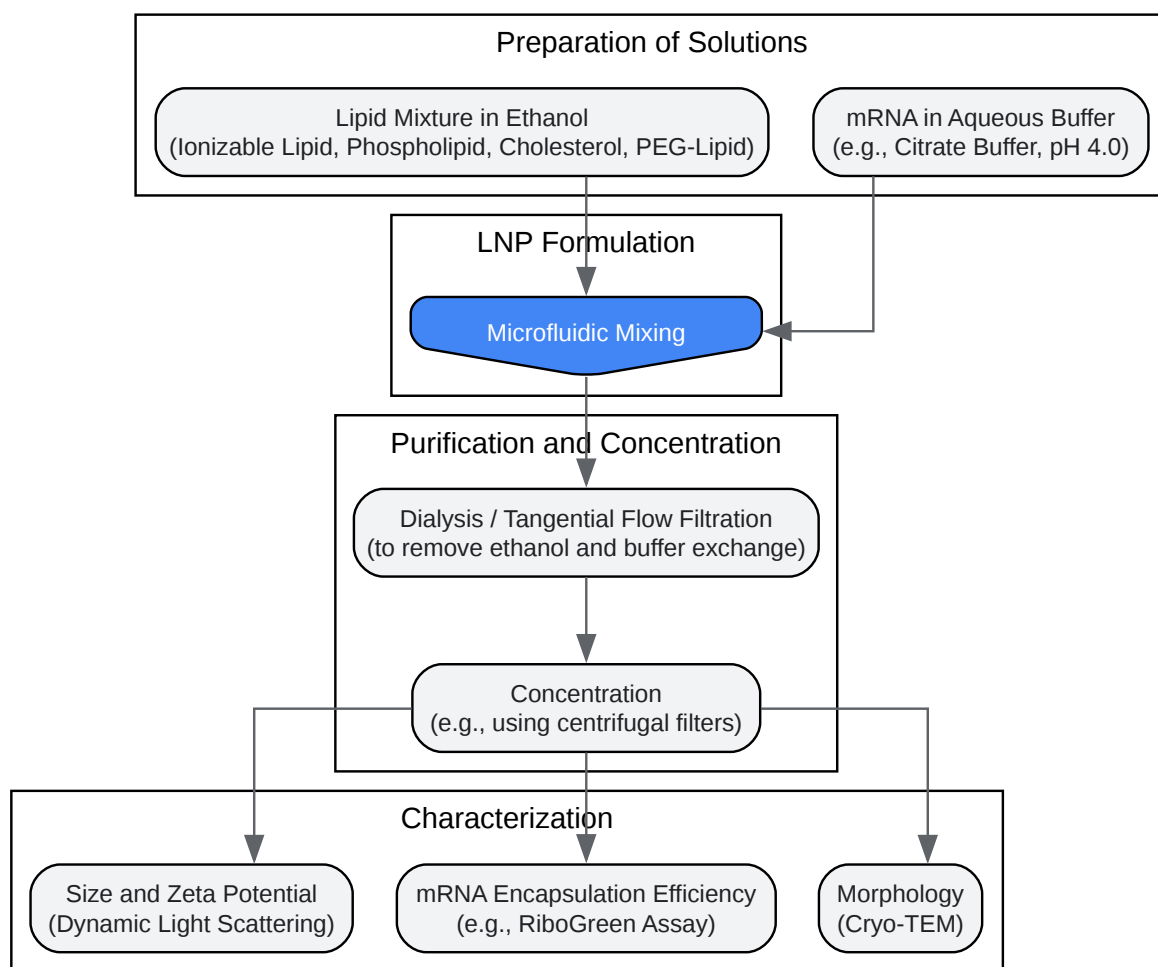 Preparation of Solutions
Lipid Mixture in Ethanol
(Ionizable Lipid, Phospholipid, Cholesterol, PEG-Lipid)
mRNA in Aqueous Buffer
(e.g., Citrate Buffer, pH 4.0)
LNP Formulation
Microfluidic Mixing
Purification and Concentration
Dialysis / Tangential Flow Filtration
(to remove ethanol and buffer exchange)
Concentration
(e.g., using centrifugal filters)
Characterization
Size and Zeta Potential
(Dynamic Light Scattering)
mRNA Encapsulation Efficiency
(e.g., RiboGreen Assay)
Morphology
(Cryo-TEM)